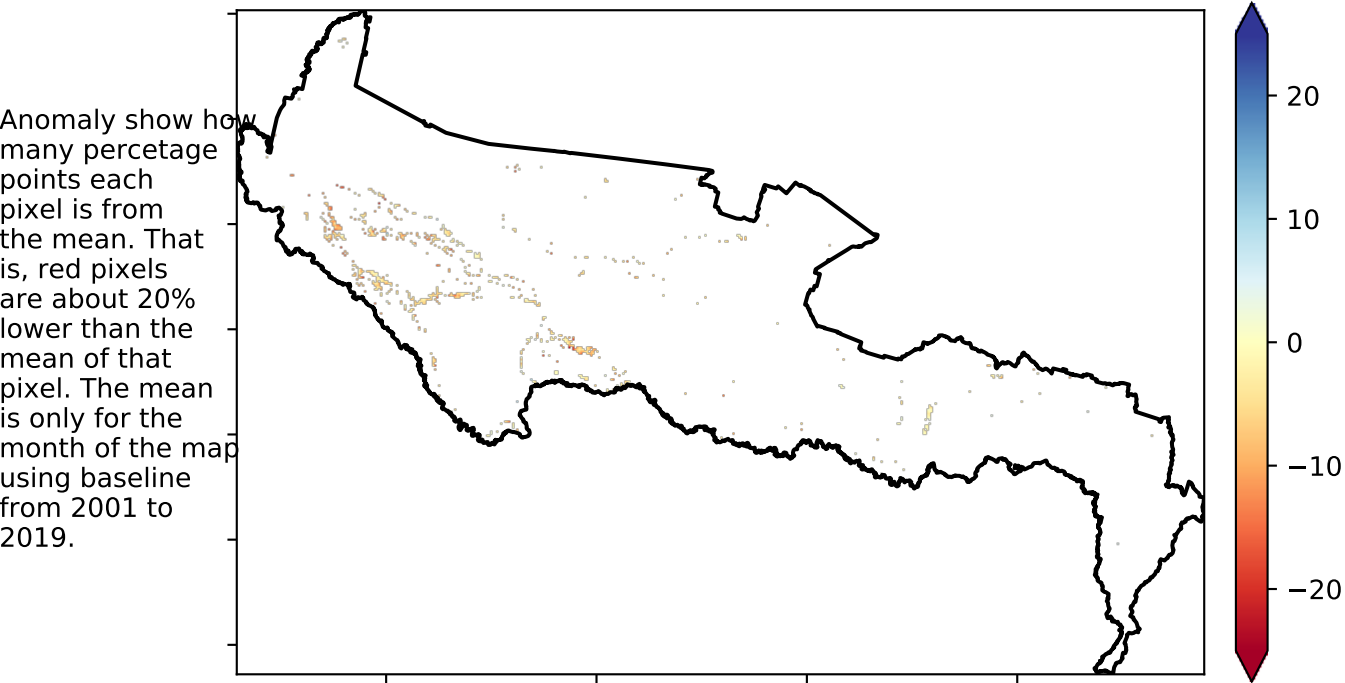 Anomaly show how
many percetage
points each
pixel is from
the mean. That
is, red pixels
are about 20%
lower than the
mean of that
pixel. The mean
is only for the
month of the map
using baseline
from 2001 to
2019.
20
10
0
−10
−20